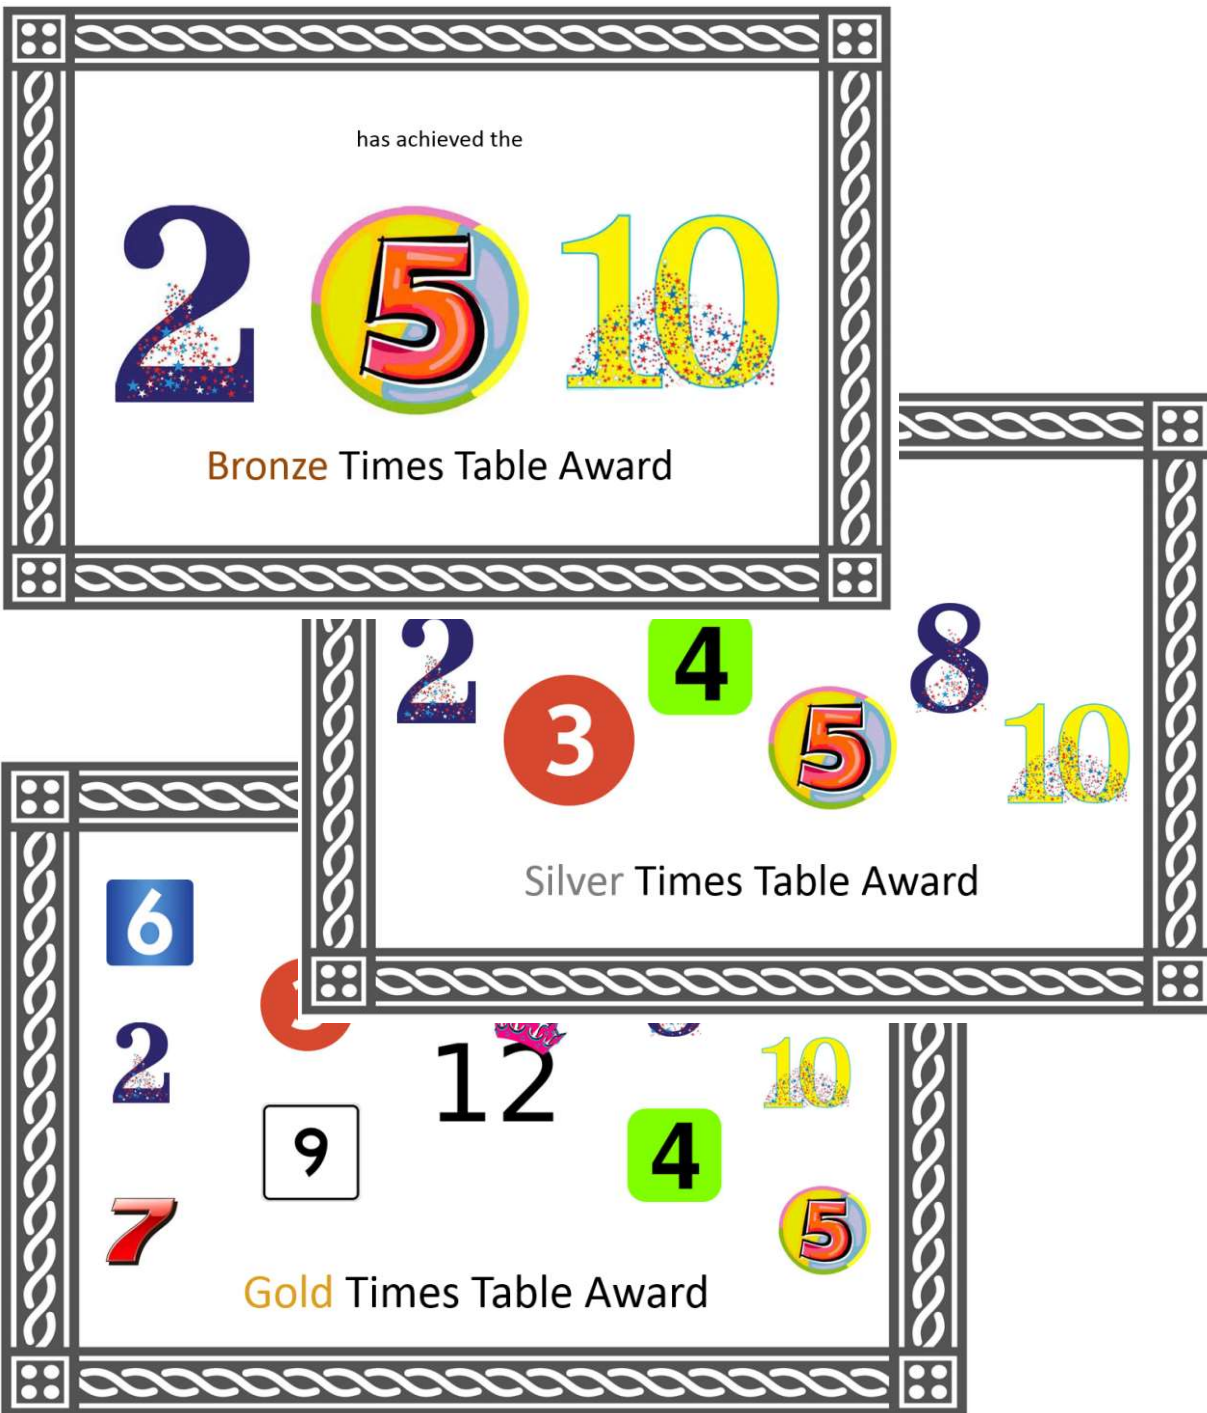 has achieved the
2 5 10
Bronze Times Table Award
2 3 4 5 8 10
Silver Times Table Award
6
2 12 10
9 4
7 5
Gold Times Table Award